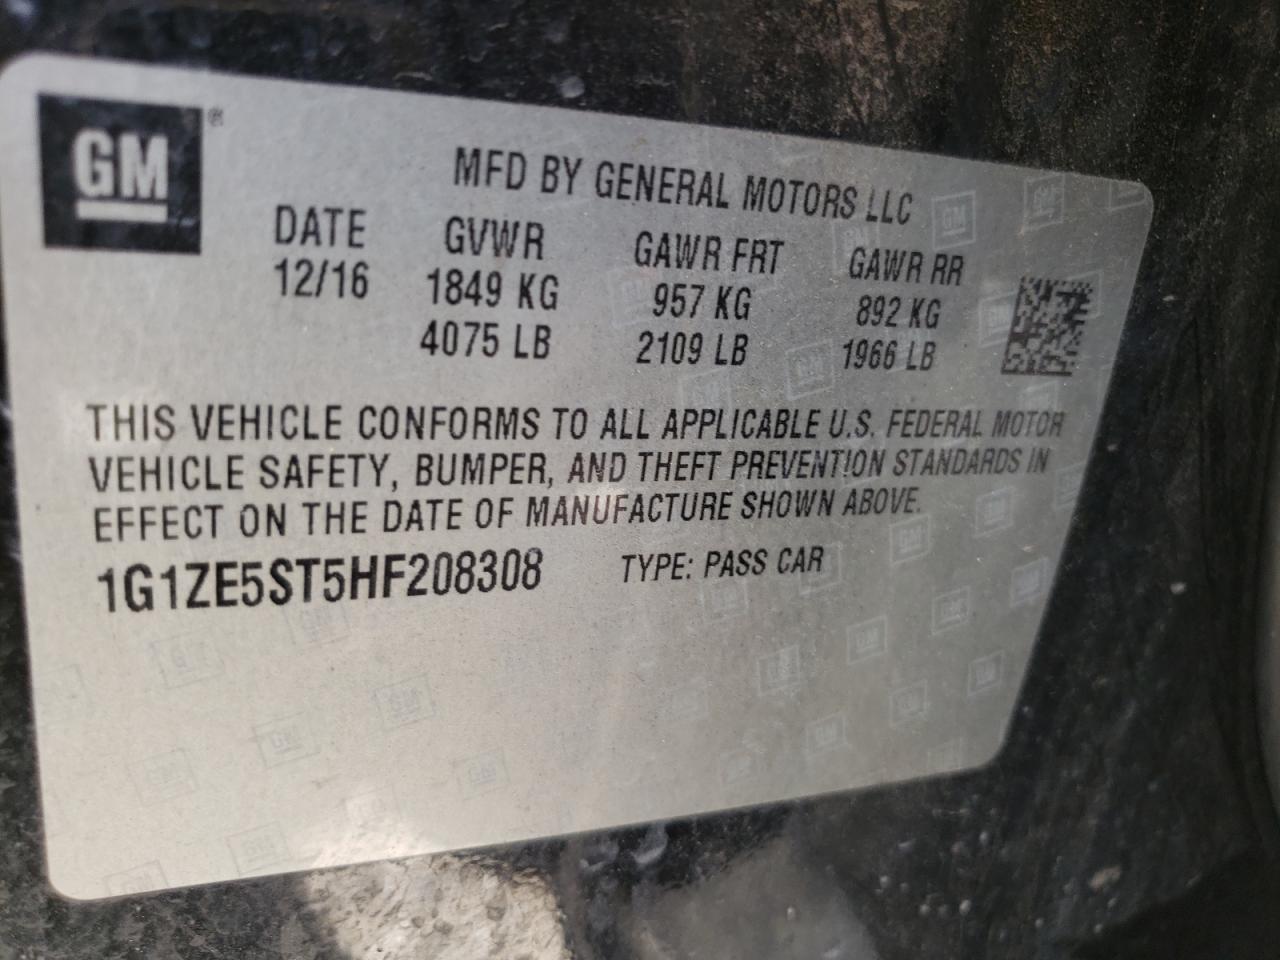 GM ®
MFD BY GENERAL MOTORS LLC
DATE GVWR GAWR FRT GAWR RR
12/16 1849 KG 957 KG 892 KG
4075 LB 2109 LB 1966 LB
THIS VEHICLE CONFORMS TO ALL APPLICABLE U.S. FEDERAL MOTOR
VEHICLE SAFETY, BUMPER, AND THEFT PREVENTION STANDARDS IN
EFFECT ON THE DATE OF MANUFACTURE SHOWN ABOVE.
1G1ZE5ST5HF208308 TYPE: PASS CAR